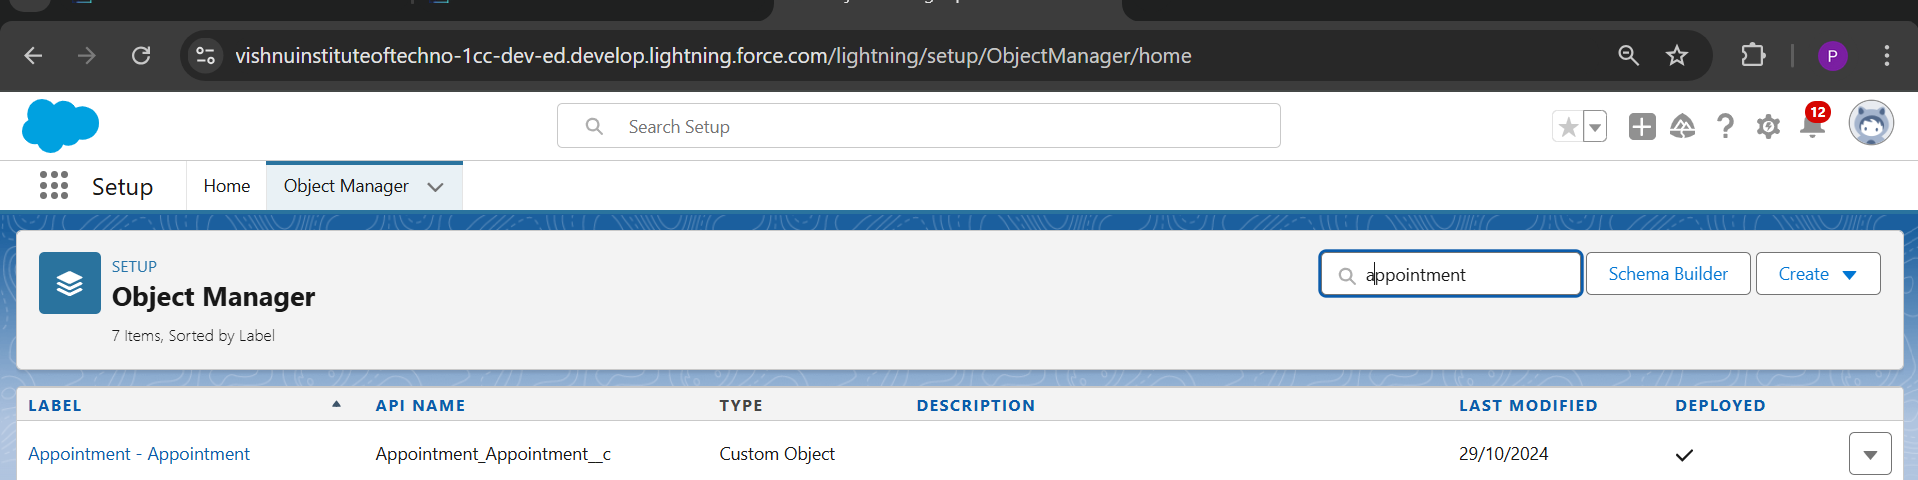 vishnuinstituteoftechno-1cc-dev-ed.develop.lightning.force.com/lightning/setup/ObjectManager/home
P
Search Setup
12
Setup
Home
Object Manager
SETUP
Object Manager
7 Items, Sorted by Label
appointment
Schema Builder
Create
LABEL API NAME TYPE DESCRIPTION LAST MODIFIED DEPLOYED
Appointment - Appointment Appointment_Appointment__c Custom Object 29/10/2024